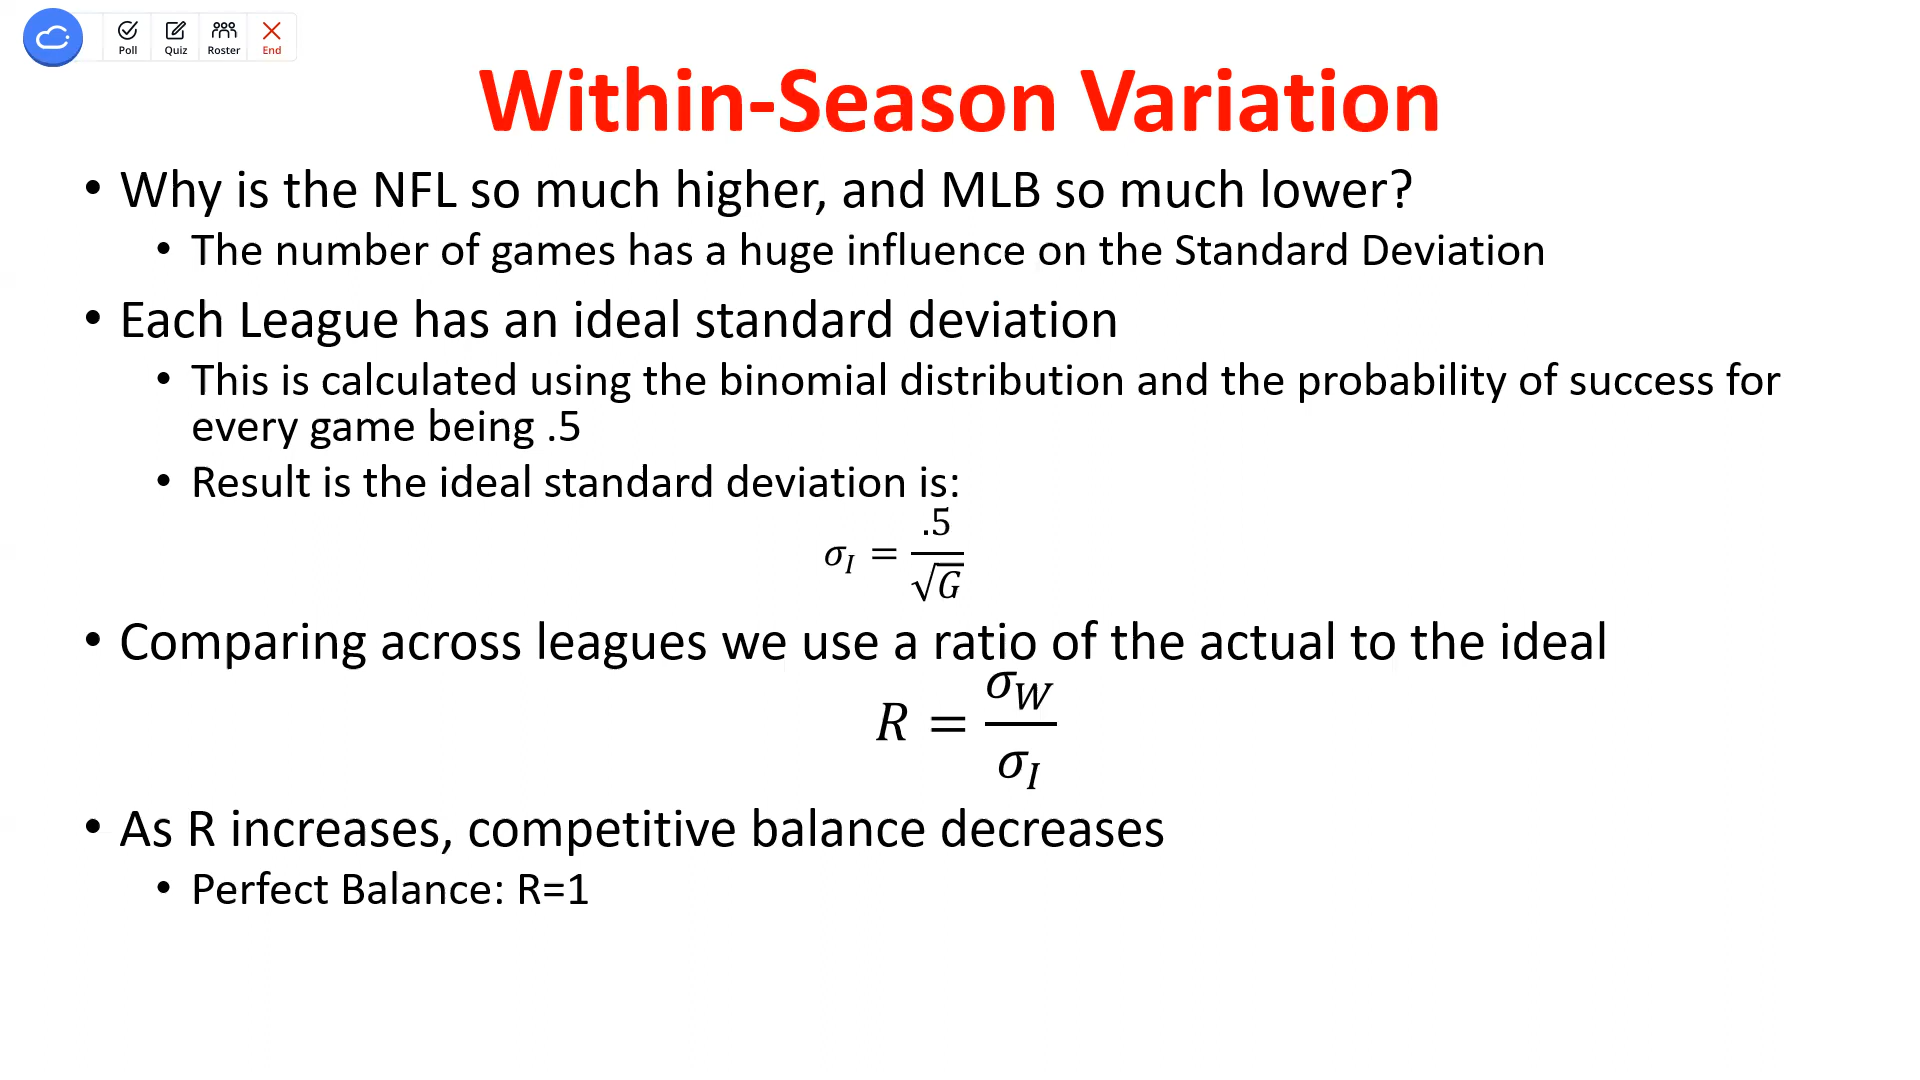 Poll Quiz Roster End
Within-Season Variation
• Why is the NFL so much higher, and MLB so much lower?
• The number of games has a huge influence on the Standard Deviation
• Each League has an ideal standard deviation
• This is calculated using the binomial distribution and the probability of success for
every game being .5
• Result is the ideal standard deviation is:
σ_I = .5/√G
• Comparing across leagues we use a ratio of the actual to the ideal
R = σ_W/σ_I
• As R increases, competitive balance decreases
• Perfect Balance: R=1